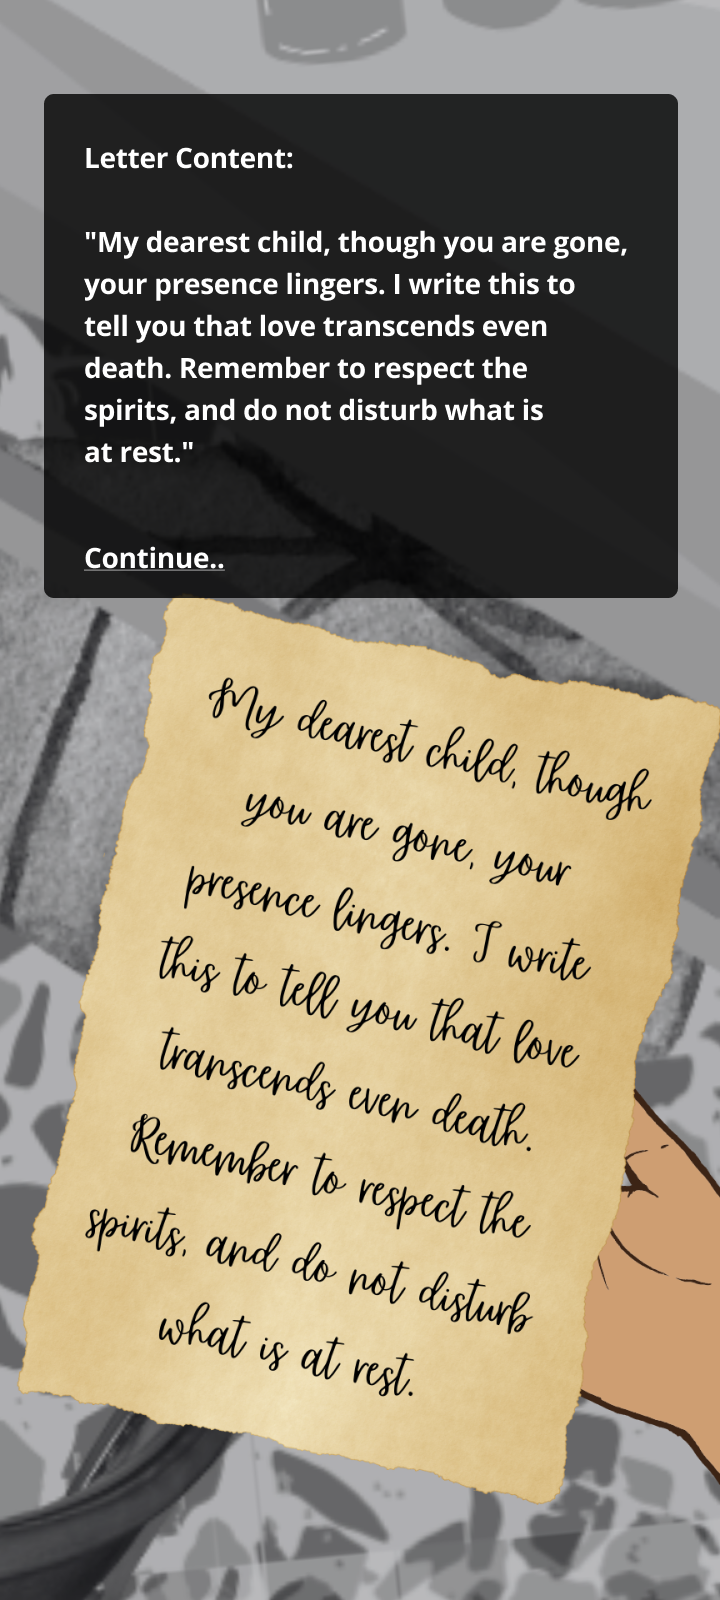 Letter Content:
"My dearest child, though you are gone,
your presence lingers. I write this to
tell you that love transcends even
death. Remember to respect the
spirits, and do not disturb what is
at rest."
Continue..
My dearest child, though
you are gone, your
presence lingers. I write
this to tell you that love
transcends even death.
Remember to respect the
spirits, and do not disturb
what is at rest.